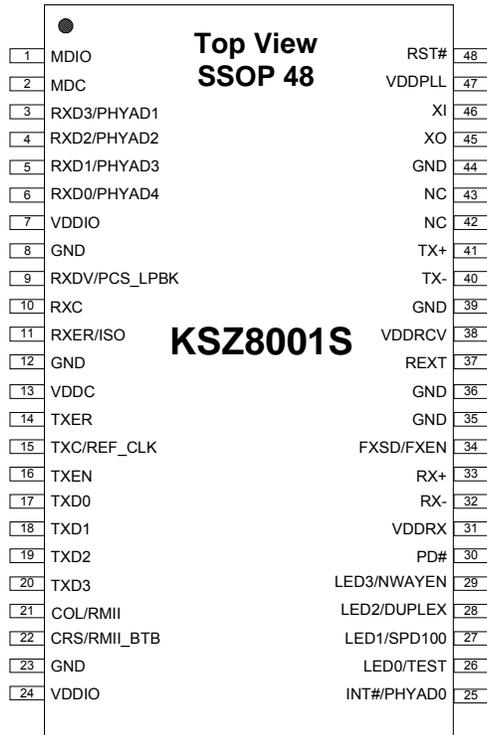 Top View
SSOP 48
KSZ8001S
1 MDIO
2 MDC
3 RXD3/PHYAD1
4 RXD2/PHYAD2
5 RXD1/PHYAD3
6 RXD0/PHYAD4
7 VDDIO
8 GND
9 RXDV/PCS_LPBK
10 RXC
11 RXER/ISO
12 GND
13 VDDC
14 TXER
15 TXC/REF_CLK
16 TXEN
17 TXD0
18 TXD1
19 TXD2
20 TXD3
21 COL/RMII
22 CRS/RMII_BTB
23 GND
24 VDDIO
RST# 48
VDDPLL 47
XI 46
XO 45
GND 44
NC 43
NC 42
TX+ 41
TX- 40
GND 39
VDDRCV 38
REXT 37
GND 36
GND 35
FXSD/FXEN 34
RX+ 33
RX- 32
VDDRX 31
PD# 30
LED3/NWAYEN 29
LED2/DUPLEX 28
LED1/SPD100 27
LED0/TEST 26
INT#/PHYAD0 25